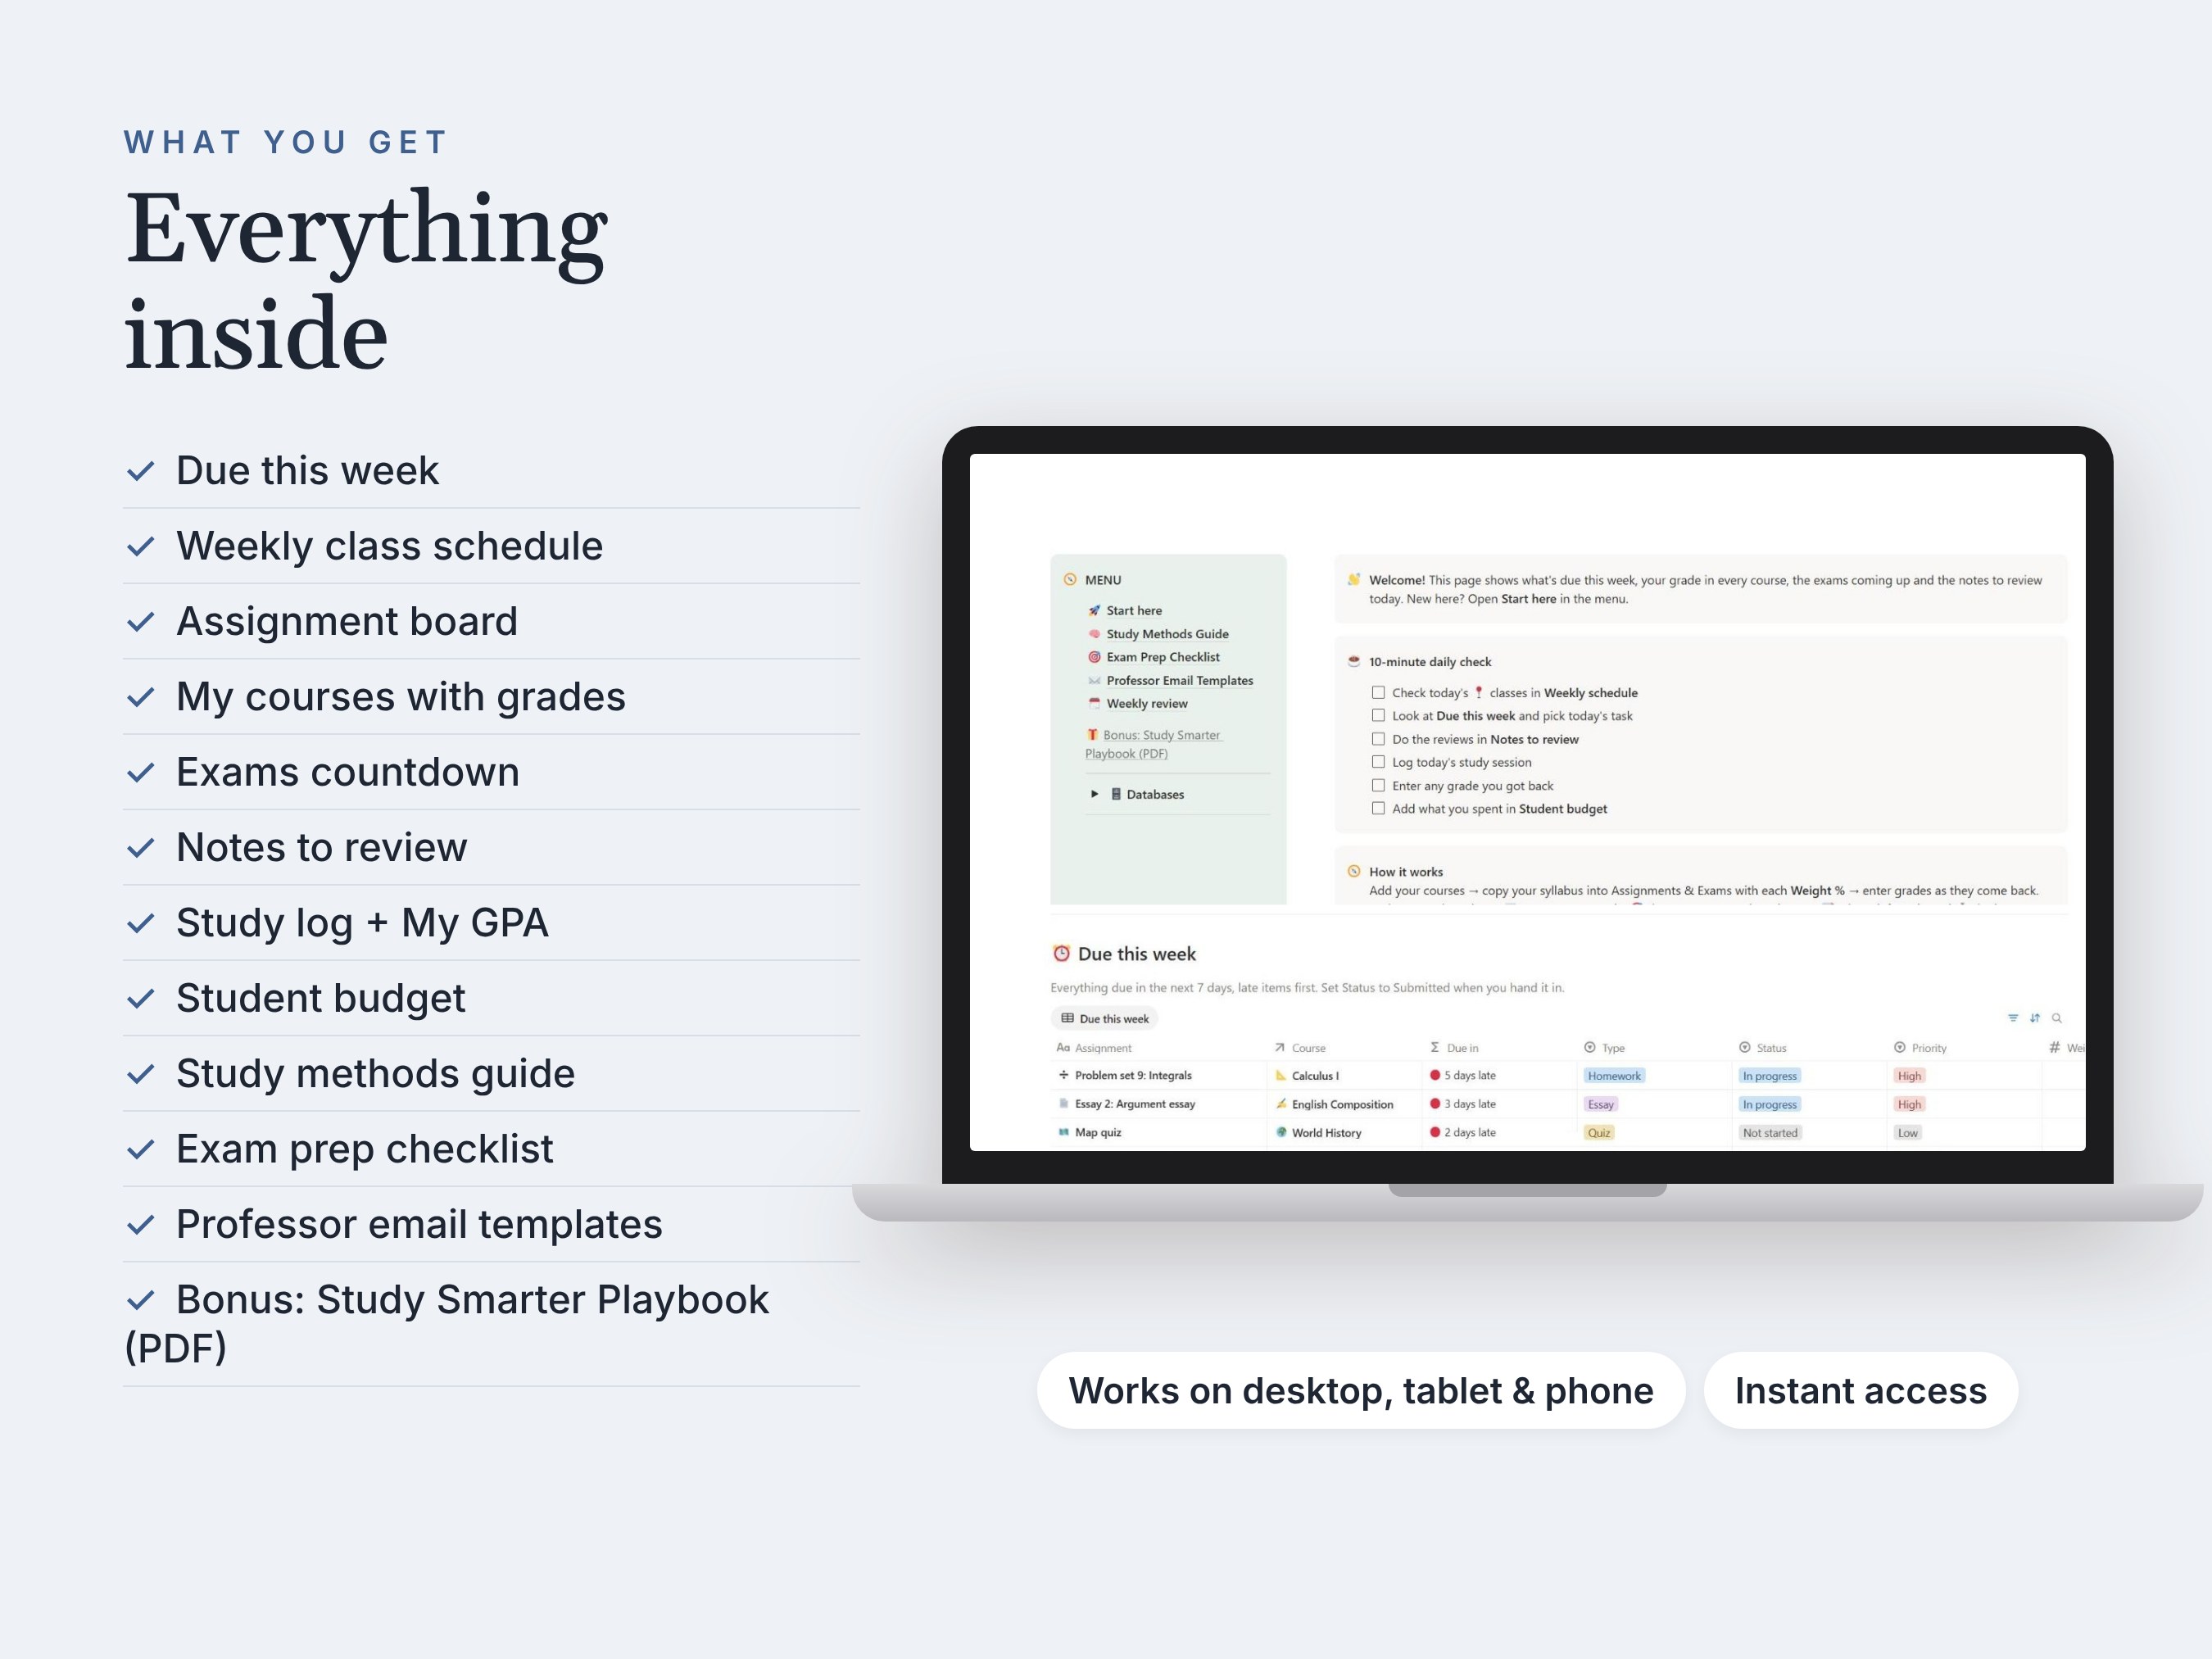 WHAT YOU GET
Everything
inside
Due this week
Weekly class schedule
Assignment board
My courses with grades
Exams countdown
Notes to review
Study log + My GPA
Student budget
Study methods guide
Exam prep checklist
Professor email templates
Bonus: Study Smarter Playbook
(PDF)
MENU
Start here
Study Methods Guide
Exam Prep Checklist
Professor Email Templates
Weekly review
Bonus: Study Smarter
Playbook (PDF)
Databases
Welcome! This page shows what's due this week, your grade in every course, the exams coming up and the notes to review
today. New here? Open Start here in the menu.
10-minute daily check
Check today's classes in Weekly schedule
Look at Due this week and pick today's task
Do the reviews in Notes to review
Log today's study session
Enter any grade you got back
Add what you spent in Student budget
How it works
Add your courses → copy your syllabus into Assignments & Exams with each Weight % → enter grades as they come back.
Due this week
Everything due in the next 7 days, late items first. Set Status to Submitted when you hand it in.
Due this week
Aa Assignment Course Σ Due in Type Status Priority # Wei
Problem set 9: Integrals Calculus I 5 days late Homework In progress High
Essay 2: Argument essay English Composition 3 days late Essay In progress High
Map quiz World History 2 days late Quiz Not started Low
Works on desktop, tablet & phone
Instant access